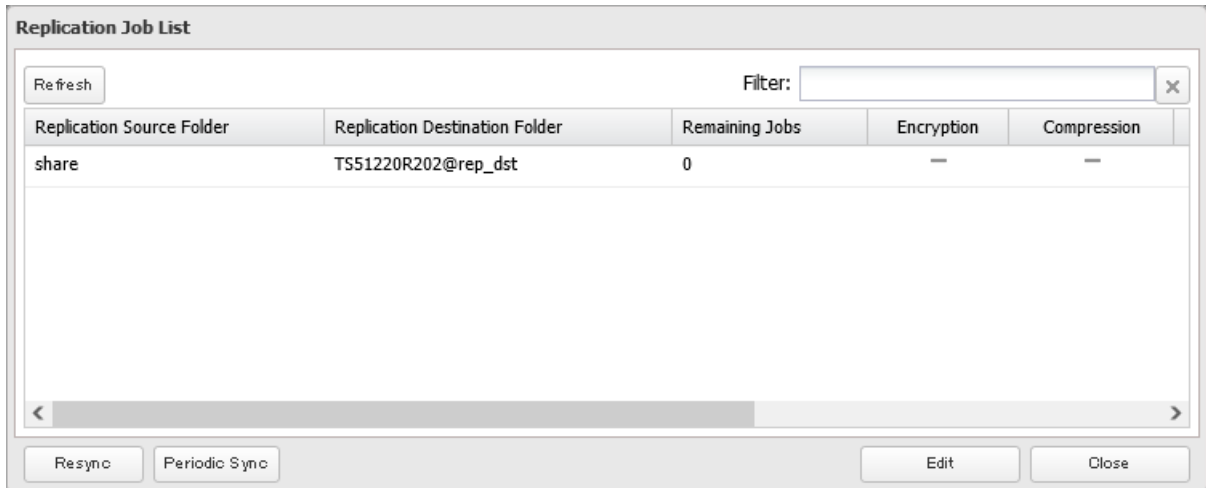 Replication Job List
Refresh Filter:
Replication Source Folder Replication Destination Folder Remaining Jobs Encryption Compression
share TS51220R202@rep_dst 0 — —
Resync Periodic Sync Edit Close